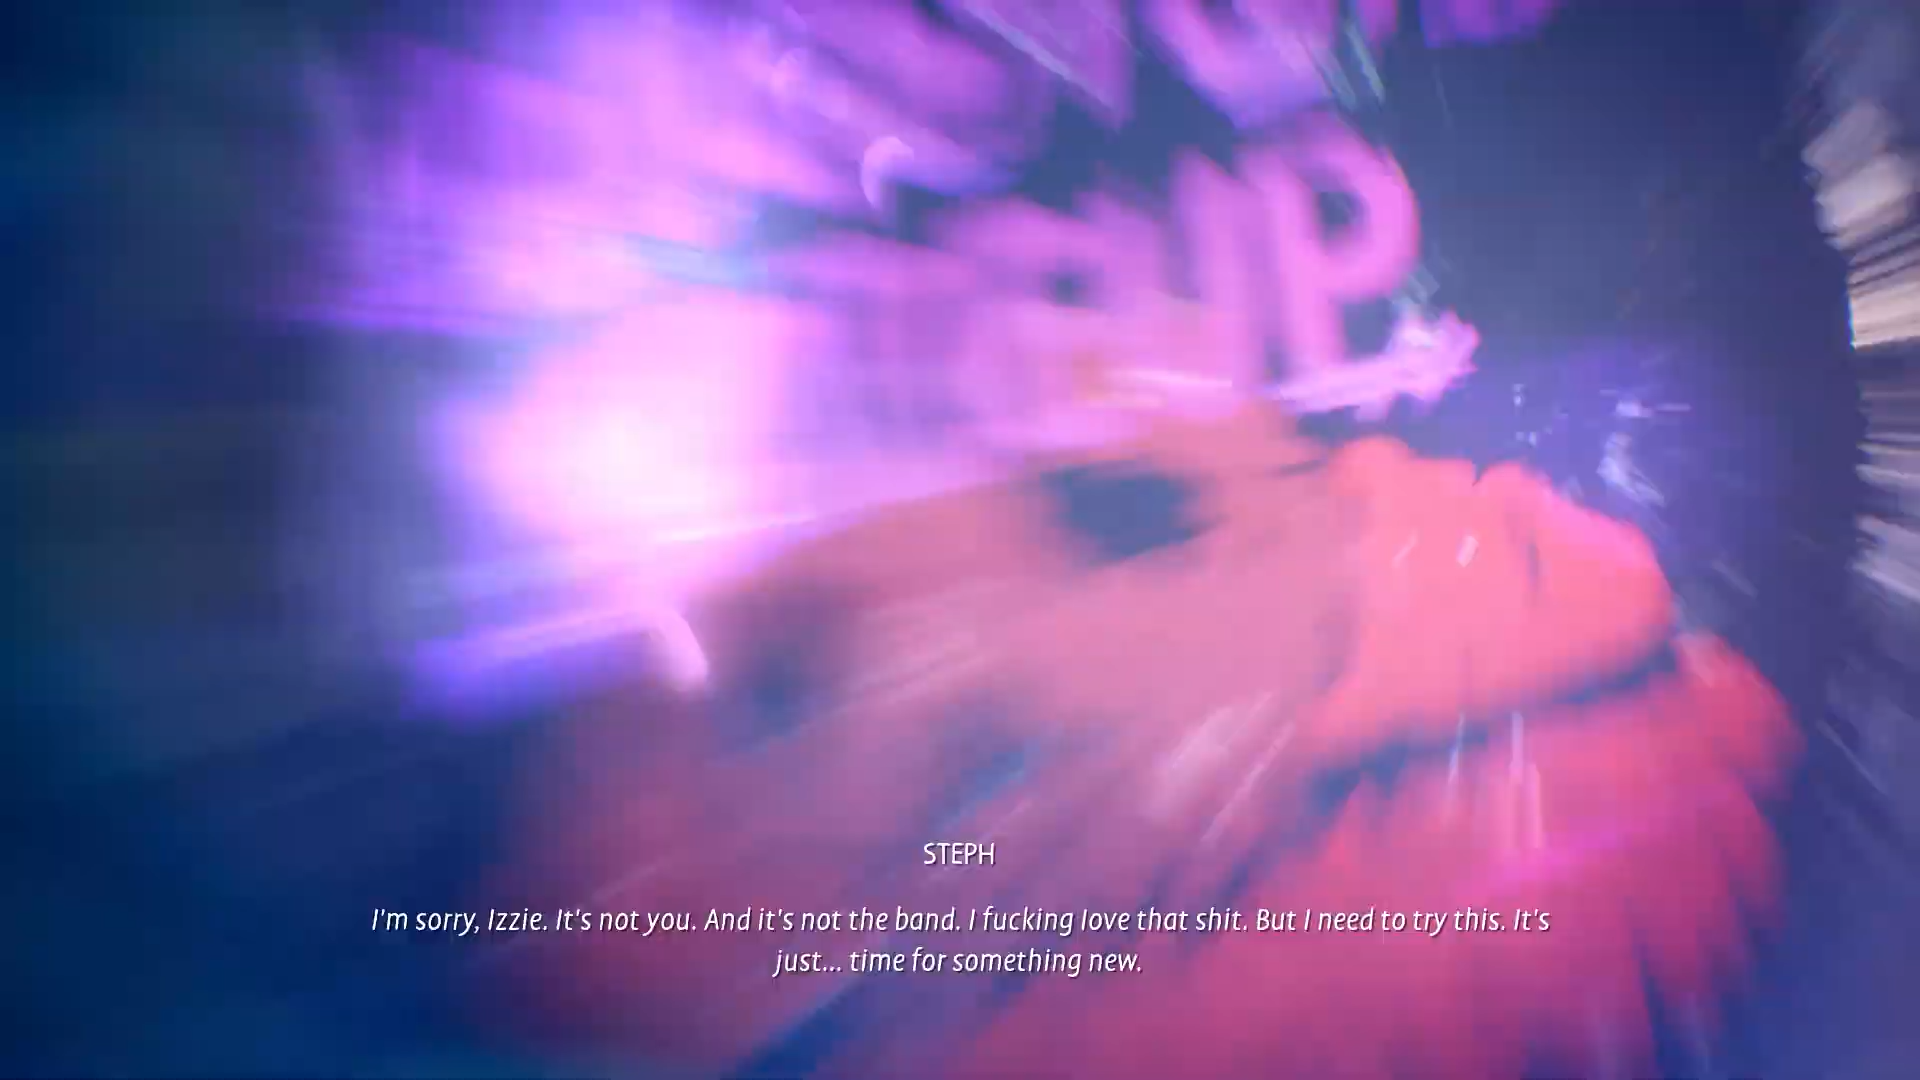 STEPH
I'm sorry, Izzie. It's not you. And it's not the band. I fucking love that shit. But I need to try this. It's
just... time for something new.